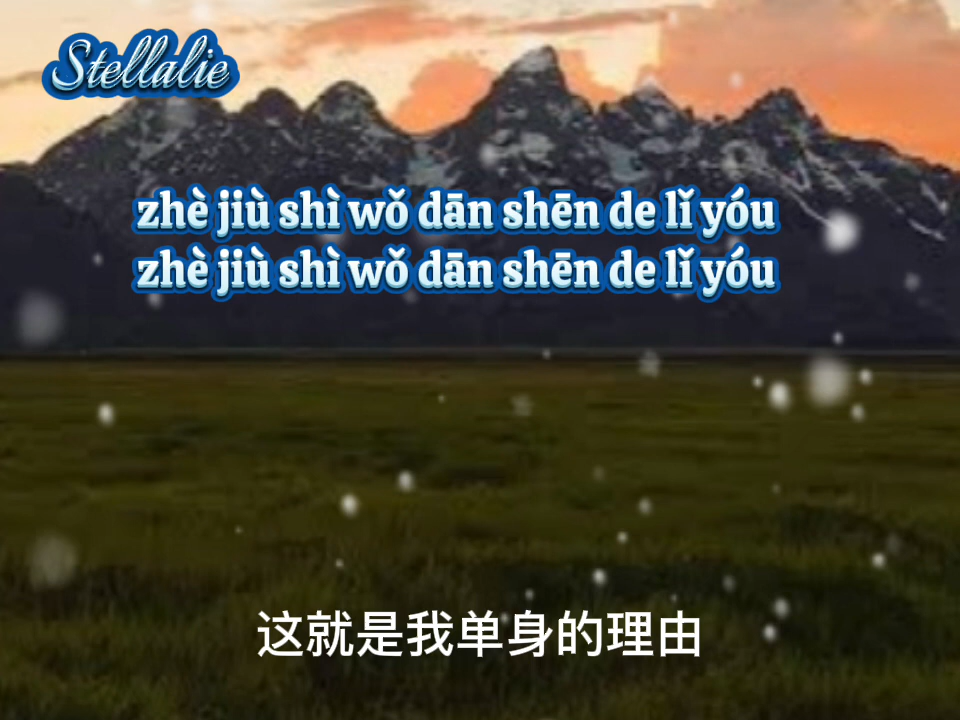 Stellalie
zhè jiù shì wǒ dān shēn de lǐ yóu
zhè jiù shì wǒ dān shēn de lǐ yóu
这就是我单身的理由